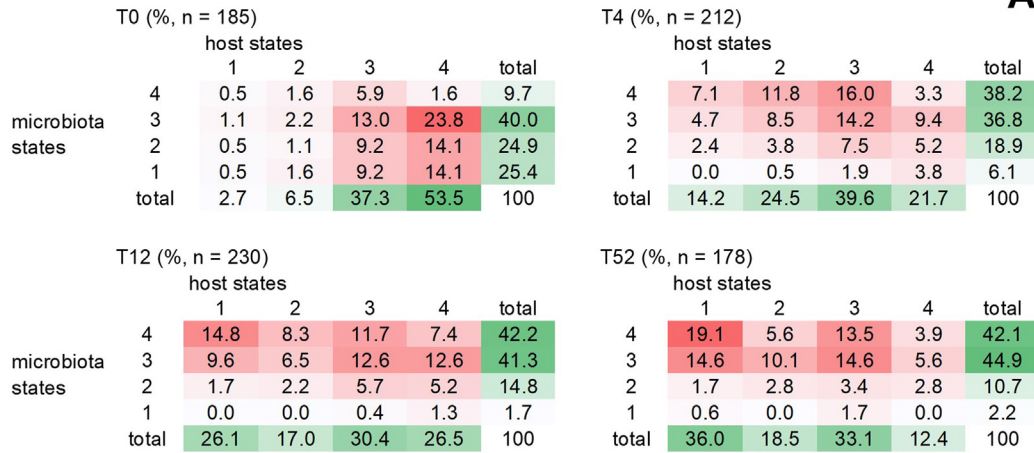 A
T0 (%, n = 185)
host states
1 2 3 4 total
4 0.5 1.6 5.9 1.6 9.7
microbiota states
3 1.1 2.2 13.0 23.8 40.0
2 0.5 1.1 9.2 14.1 24.9
1 0.5 1.6 9.2 14.1 25.4
total 2.7 6.5 37.3 53.5 100
T4 (%, n = 212)
host states
1 2 3 4 total
4 7.1 11.8 16.0 3.3 38.2
3 4.7 8.5 14.2 9.4 36.8
2 2.4 3.8 7.5 5.2 18.9
1 0.0 0.5 1.9 3.8 6.1
total 14.2 24.5 39.6 21.7 100
T12 (%, n = 230)
host states
1 2 3 4 total
4 14.8 8.3 11.7 7.4 42.2
microbiota states
3 9.6 6.5 12.6 12.6 41.3
2 1.7 2.2 5.7 5.2 14.8
1 0.0 0.0 0.4 1.3 1.7
total 26.1 17.0 30.4 26.5 100
T52 (%, n = 178)
host states
1 2 3 4 total
4 19.1 5.6 13.5 3.9 42.1
3 14.6 10.1 14.6 5.6 44.9
2 1.7 2.8 3.4 2.8 10.7
1 0.6 0.0 1.7 0.0 2.2
total 36.0 18.5 33.1 12.4 100